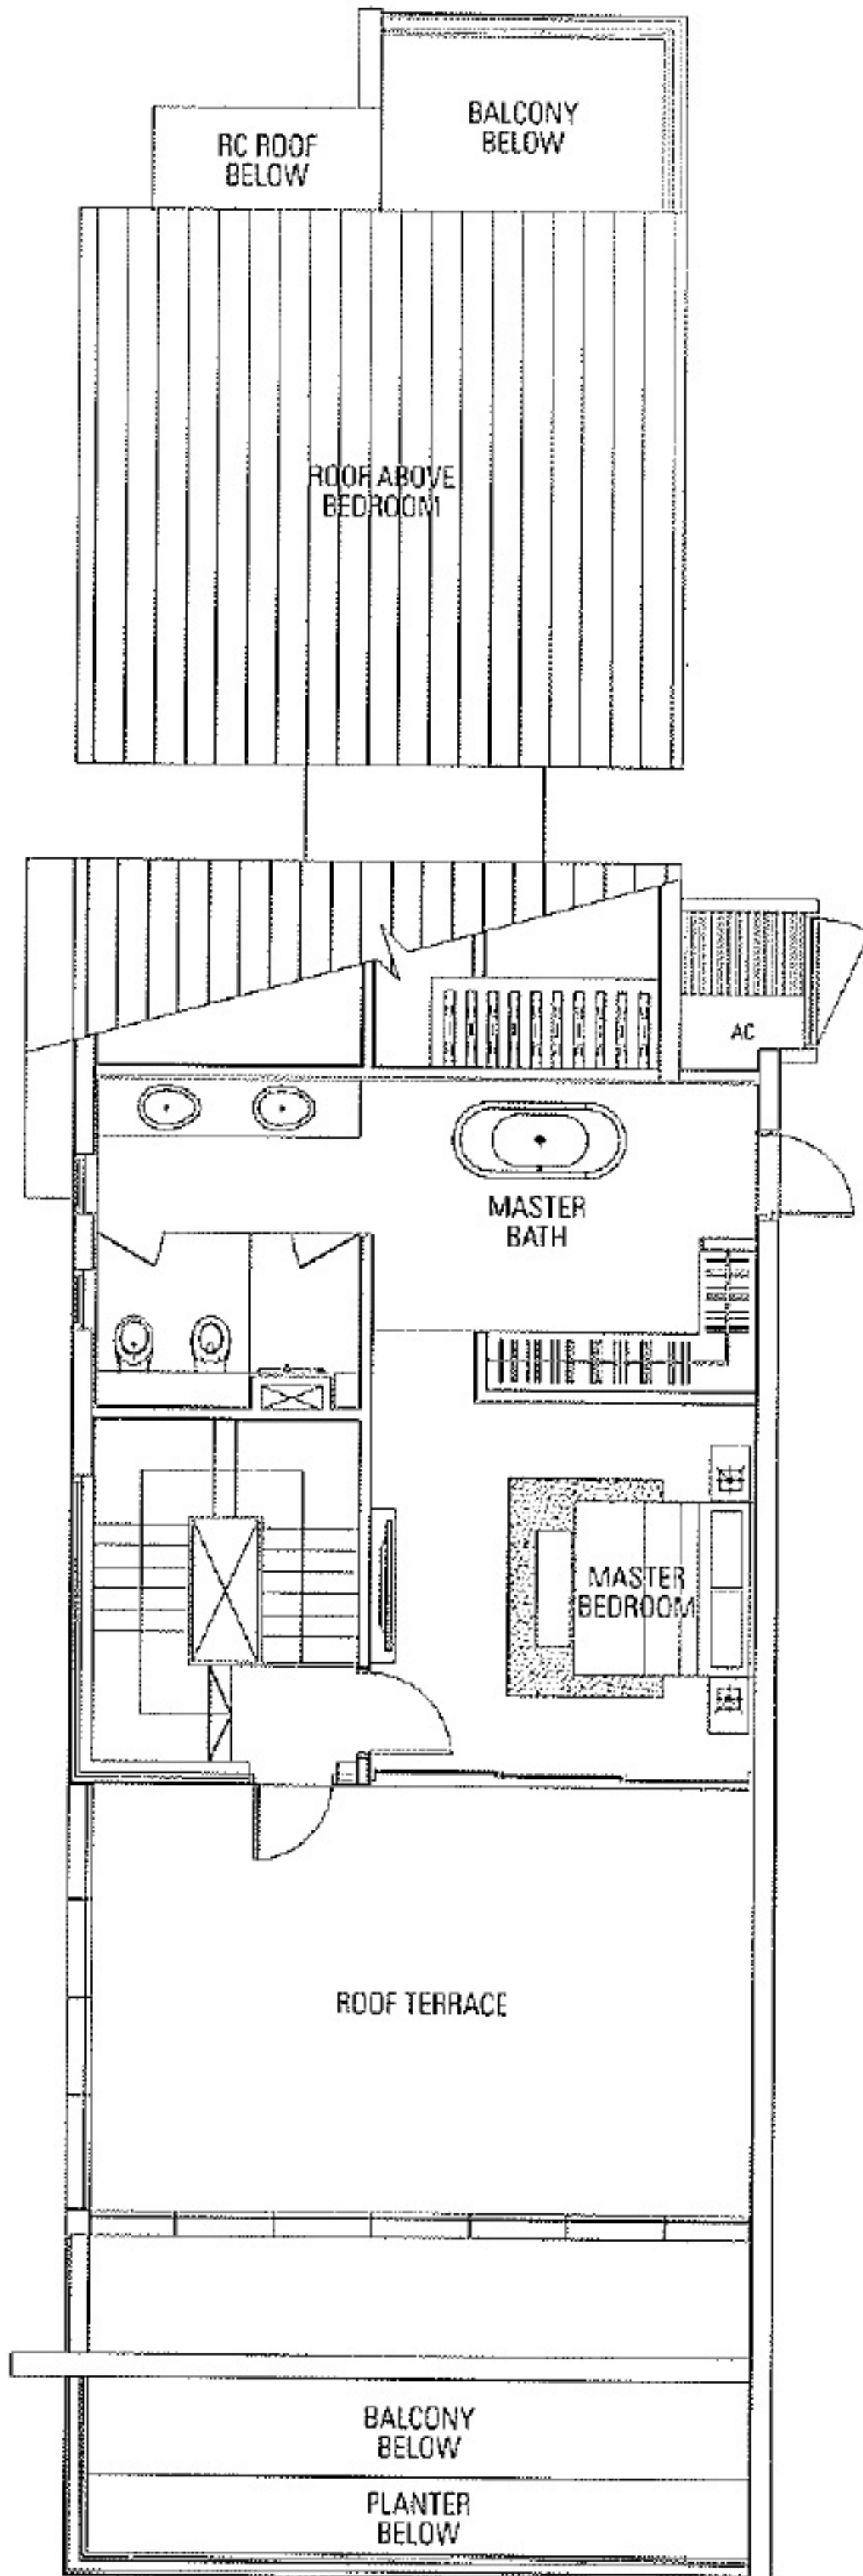 BALCONY
BELOW
RC ROOF
BELOW
ROOF ABOVE
BEDROOM
AC
MASTER
BATH
MASTER
BEDROOM
ROOF TERRACE
BALCONY
BELOW
PLANTER
BELOW